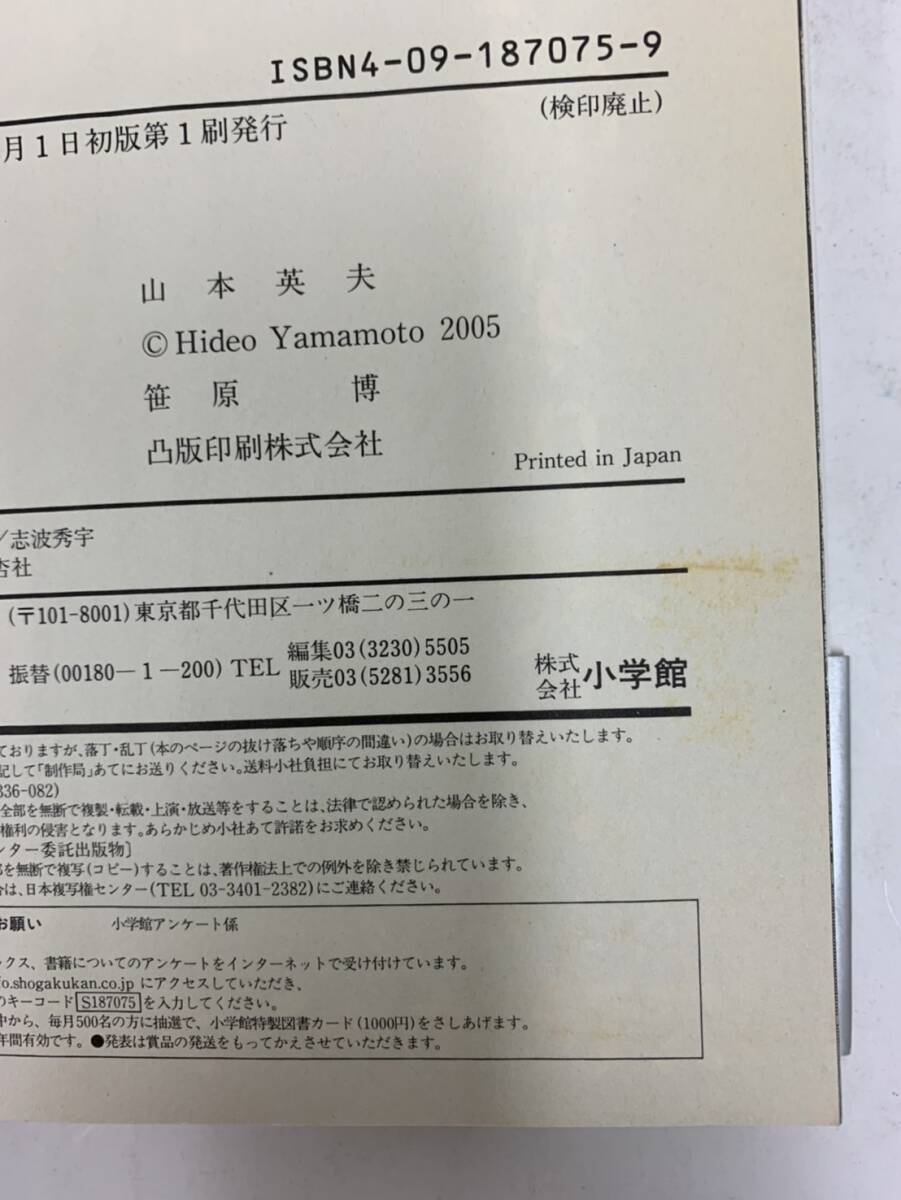 ISBN4-09-187075-9
月1日初版第1刷発行
(検印廃止)
山本英夫
©Hideo Yamamoto 2005
笹原 博
凸版印刷株式会社
Printed in Japan
/志波秀宇
杏社
(〒101-8001)東京都千代田区一ツ橋二の三の一
振替(00180-1-200) TEL 編集03(3230)5505
販売03(5281)3556
株式会社 小学館
ておりますが、落丁・乱丁(本のページの抜け落ちや順序の間違い)の場合はお取り替えいたします。
記して「制作局」あてにお送りください。送料小社負担にてお取り替えいたします。
336-082)
全部を無断で複製・転載・上演・放送等をすることは、法律で認められた場合を除き、
権利の侵害となります。あらかじめ小社あて許諾をお求めください。
ンター委託出版物〕
部を無断で複写(コピー)することは、著作権法上での例外を除き禁じられています。
合は、日本複写権センター(TEL 03-3401-2382)にご連絡ください。
お願い 小学館アンケート係
ックス、書籍についてのアンケートをインターネットで受け付けています。
fo.shogakukan.co.jp にアクセスしていただき、
のキーコード S187075 を入力してください。
中から、毎月500名の方に抽選で、小学館特製図書カード(1000円)をさしあげます。
年間有効です。●発表は賞品の発送をもってかえさせていただきます。